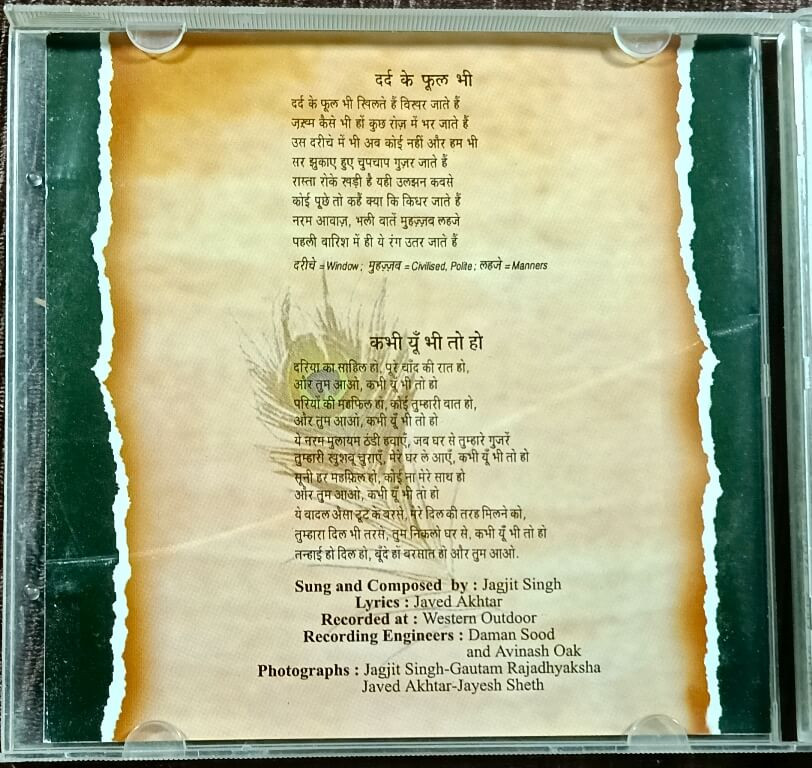 दर्द के फूल भी
दर्द के फूल भी खिलते हैं विखर जाते हैं
ज़ख़्म कैसे भी हों कुछ रोज़ में भर जाते हैं
उस दरीचे में भी अब कोई नहीं और हम भी
सर झुकाए हुए चुपचाप गुज़र जाते हैं
रास्ता रोके खड़ी है यही उलझन कबसे
कोई पूछे तो कहें क्या कि किधर जाते हैं
नरम आवाज़, भली वातें मुहज़्ज़व लहजे
पहली वारिश में ही ये रंग उतर जाते हैं
दरीचे = Window ; मुहज़्ज़व = Civilised, Polite ; लहजे = Manners
कभी यूँ भी तो हो
दरिया का साहिल हो, पूरे चाँद की रात हो,
और तुम आओ, कभी यूँ भी तो हो
परियों की महफ़िल हो, कोई तुम्हारी वात हो,
और तुम आओ, कभी यूँ भी तो हो
ये नरम मुलायम ठंडी हवाएँ, जब घर से तुम्हारे गुजरें
तुम्हारी खुशवू चुराएँ, मेरे घर ले आएँ, कभी यूँ भी तो हो
सूनी हर महफ़िल हो, कोई ना मेरे साथ हो
और तुम आओ, कभी यूँ भी तो हो
ये वादल ऐसा टूट के वरसे, मेरे दिल की तरह मिलने को,
तुम्हारा दिल भी तरसे, तुम निकलो घर से, कभी यूँ भी तो हो
तन्हाई हो दिल हो, बूँदे हों वरसात हो और तुम आओ.
Sung and Composed by : Jagjit Singh
Lyrics : Javed Akhtar
Recorded at : Western Outdoor
Recording Engineers : Daman Sood
and Avinash Oak
Photographs : Jagjit Singh-Gautam Rajadhyaksha
Javed Akhtar-Jayesh Sheth